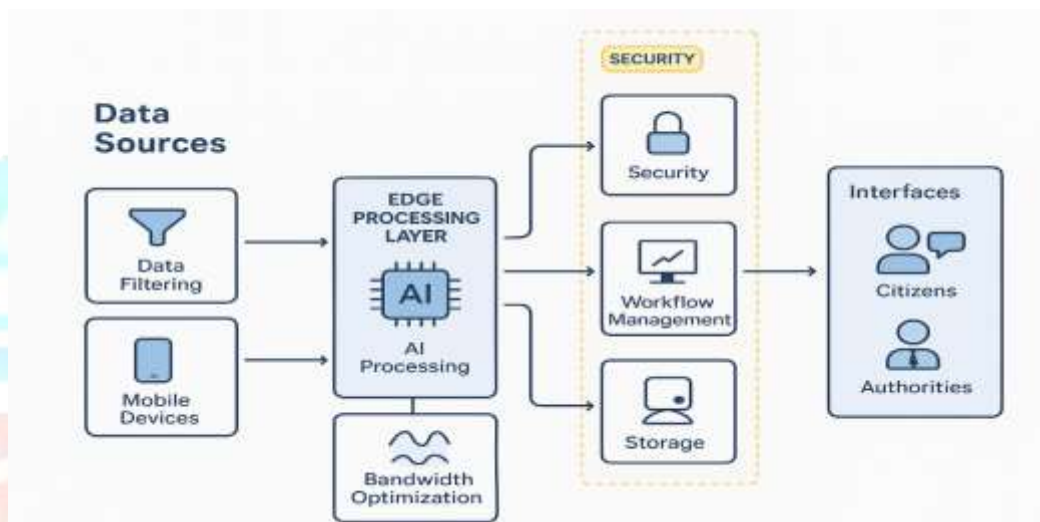 Data
Sources
Data
Filtering
Mobile
Devices
EDGE
PROCESSING
LAYER
AI
AI
Processing
Bandwidth
Optimization
SECURITY
Security
Workflow
Management
Storage
Interfaces
Citizens
Authorities